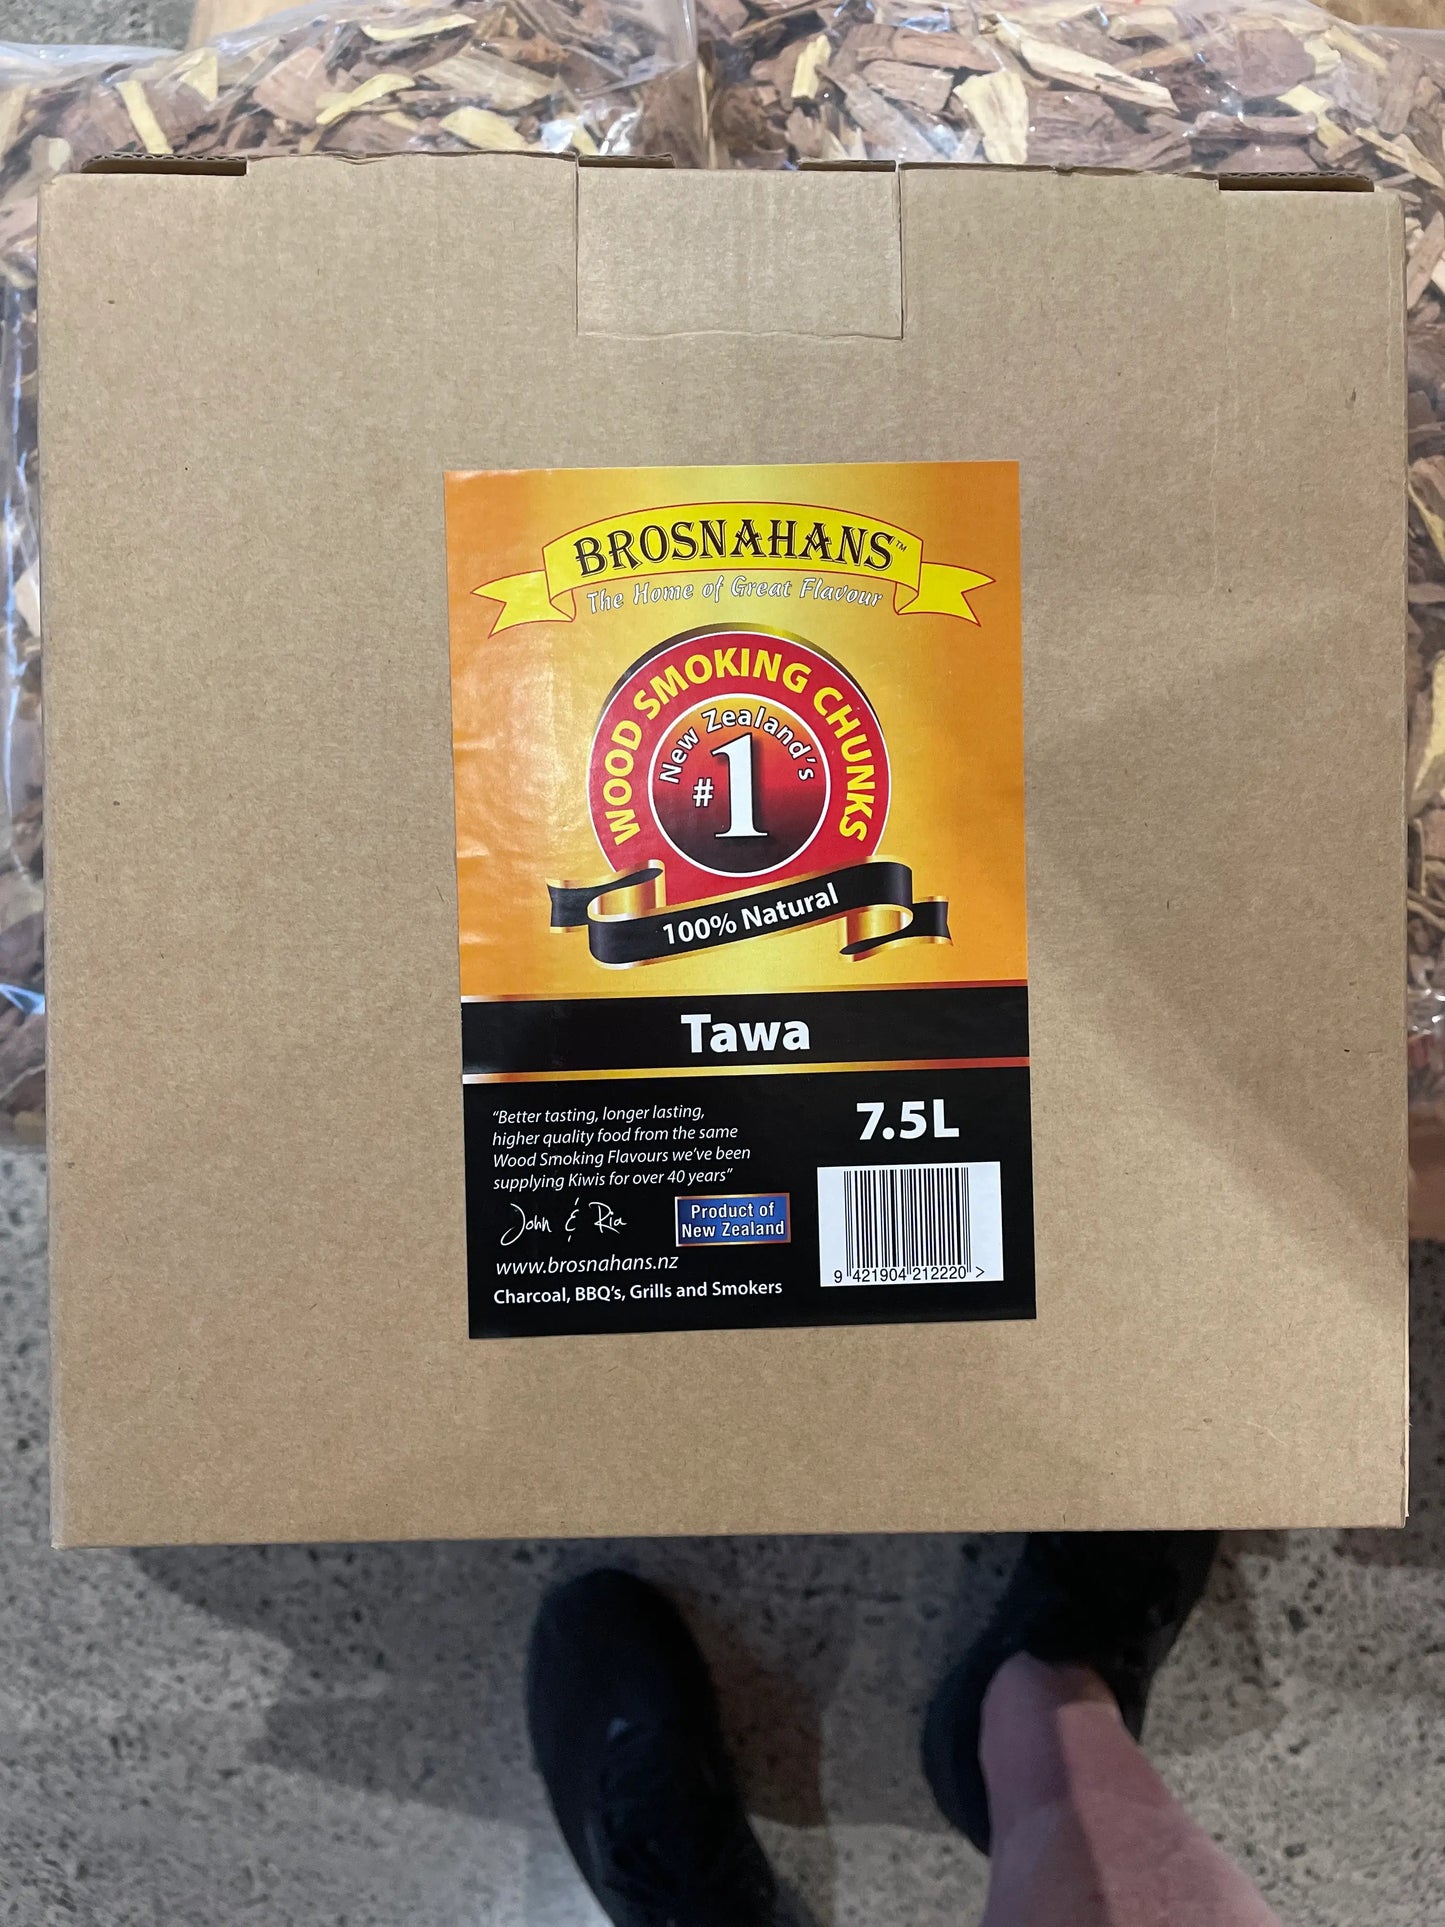 BROSNAHANS™
The Home of Great Flavour
WOOD SMOKING CHUNKS
New Zealand's
#1
100% Natural
Tawa
7.5L
“Better tasting, longer lasting,
higher quality food from the same
Wood Smoking Flavours we've been
supplying Kiwis for over 40 years”
John & Ria
Product of
New Zealand
www.brosnahans.nz
Charcoal, BBQ's, Grills and Smokers
9 421904 212220 >